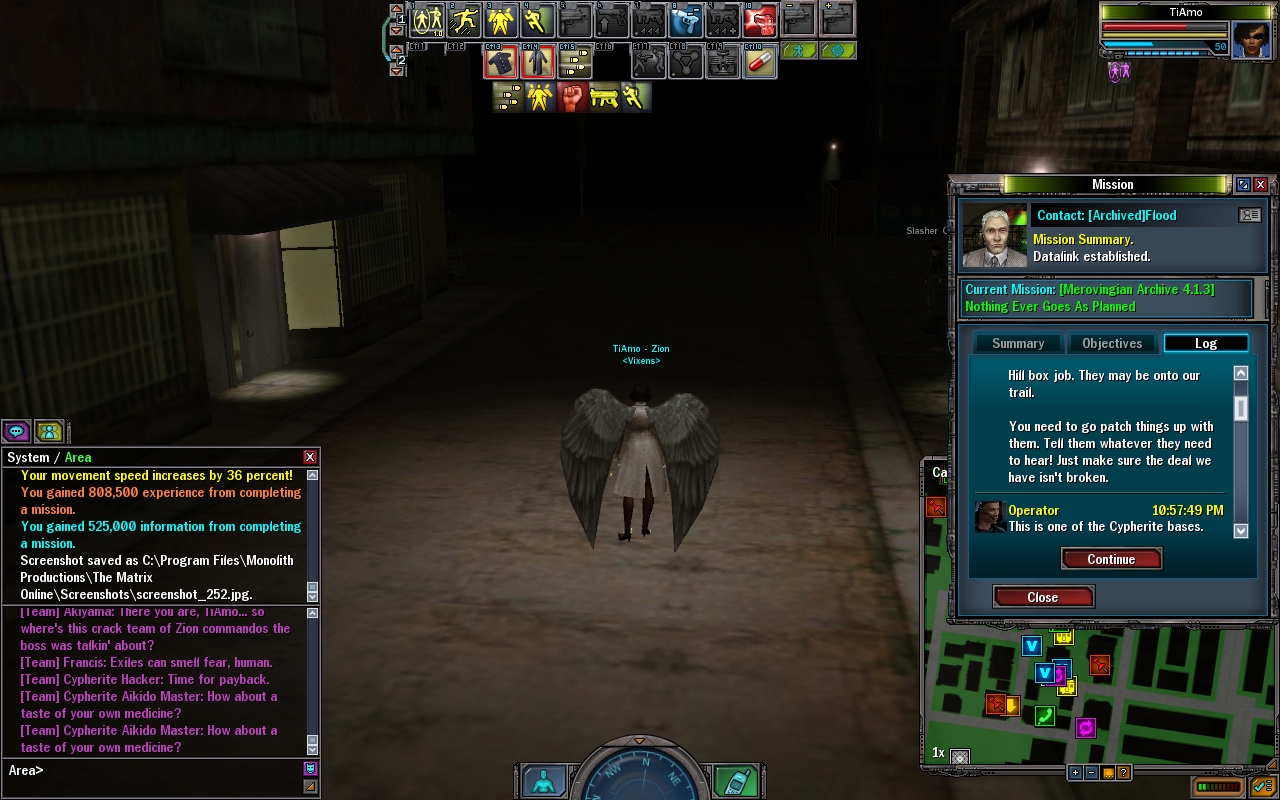 TiAmo
50
Mission
Contact: [Archived]Flood
Mission Summary.
Datalink established.
Slasher
Current Mission: [Merovingian Archive 4.1.3]
Nothing Ever Goes As Planned
Summary Objectives Log
Hill box job. They may be onto our
trail.
You need to go patch things up with
them. Tell them whatever they need
to hear! Just make sure the deal we
have isn't broken.
Operator 10:57:49 PM
This is one of the Cypherite bases.
Continue
Close
TiAmo - Zion
<Vixens>
System / Area
Your movement speed increases by 36 percent!
You gained 808,500 experience from completing
a mission.
You gained 525,000 information from completing
a mission.
Screenshot saved as C:\Program Files\Monolith
Productions\The Matrix
Online\Screenshots\screenshot_252.jpg.
[Team] Akiyama: There you are, TiAmo... so
where's this crack team of Zion commandos the
boss was talkin' about?
[Team] Francis: Exiles can smell fear, human.
[Team] Cypherite Hacker: Time for payback.
[Team] Cypherite Aikido Master: How about a
taste of your own medicine?
[Team] Cypherite Aikido Master: How about a
taste of your own medicine?
Area>
Ca
V
V
1x
NW N NE